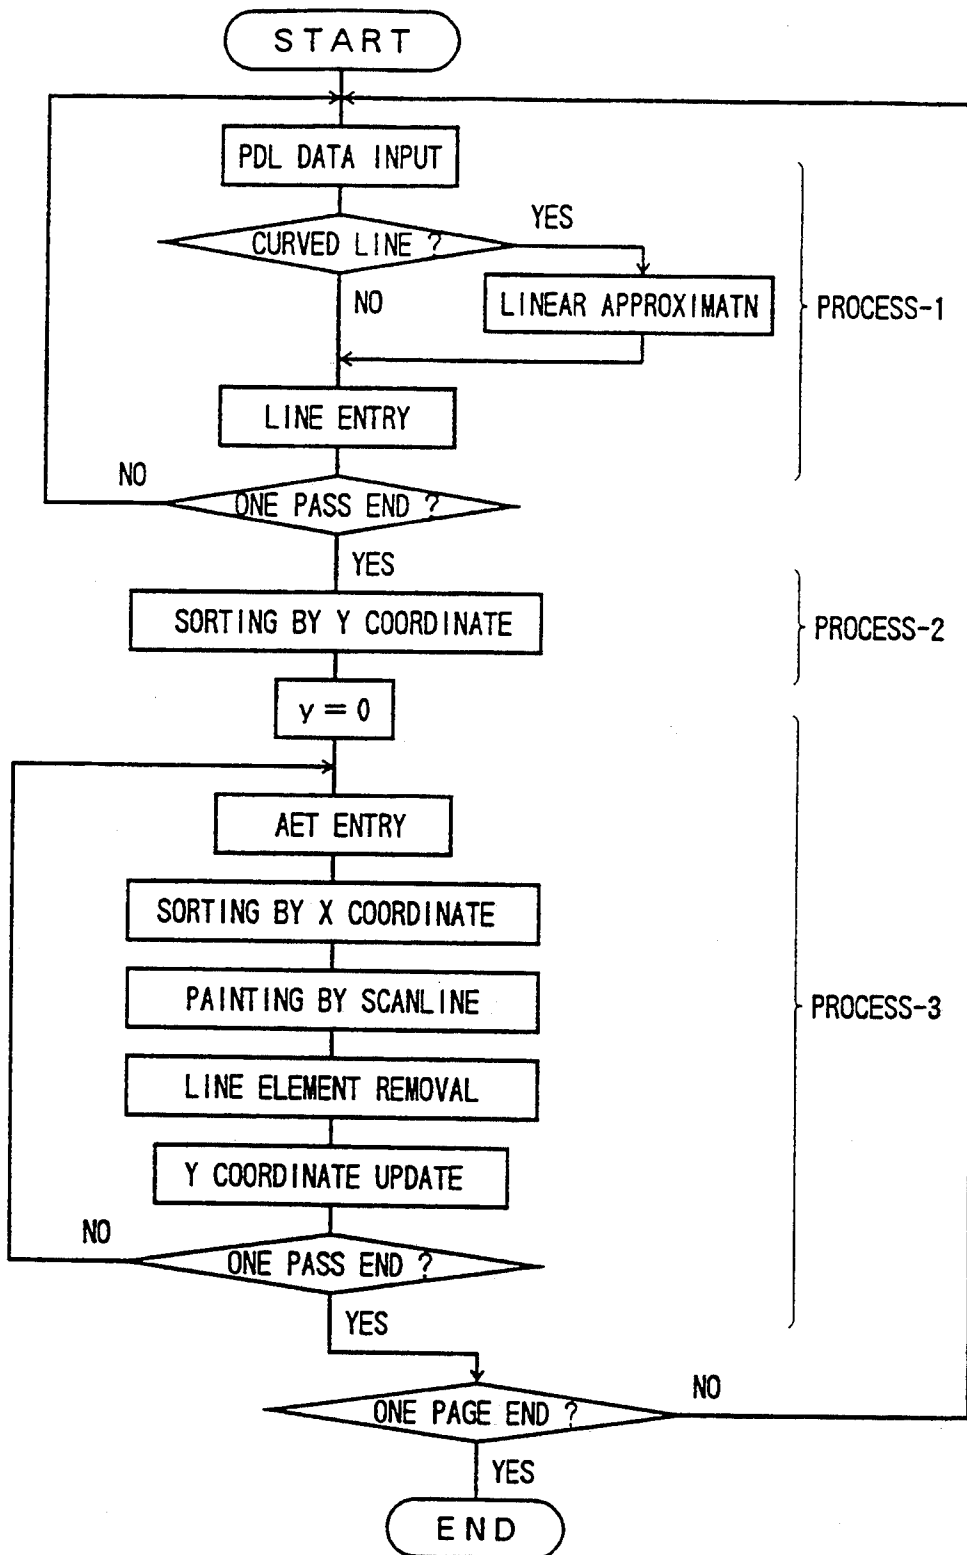 START
PDL DATA INPUT
YES
CURVED LINE ?
NO
LINEAR APPROXIMATN
PROCESS-1
LINE ENTRY
NO
ONE PASS END ?
YES
SORTING BY Y COORDINATE
PROCESS-2
y = 0
AET ENTRY
SORTING BY X COORDINATE
PAINTING BY SCANLINE
PROCESS-3
LINE ELEMENT REMOVAL
Y COORDINATE UPDATE
NO
ONE PASS END ?
YES
NO
ONE PAGE END ?
YES
END